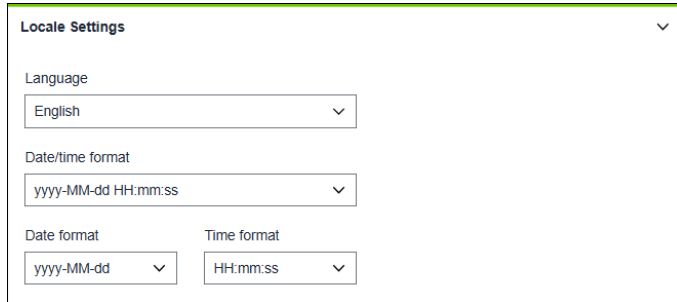 Locale Settings
Language
English
Date/time format
yyyy-MM-dd HH:mm:ss
Date format Time format
yyyy-MM-dd HH:mm:ss